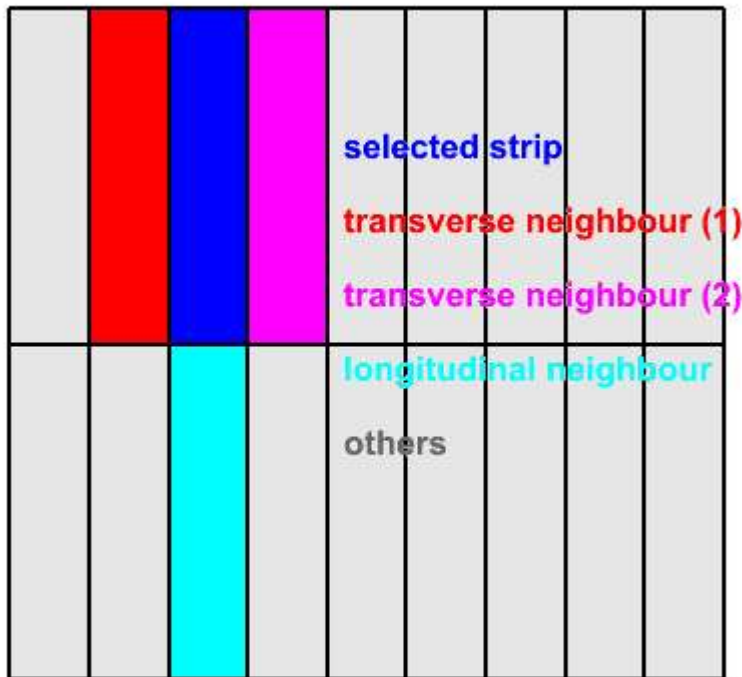 selected strip
transverse neighbour (1)
transverse neighbour (2)
longitudinal neighbour
others